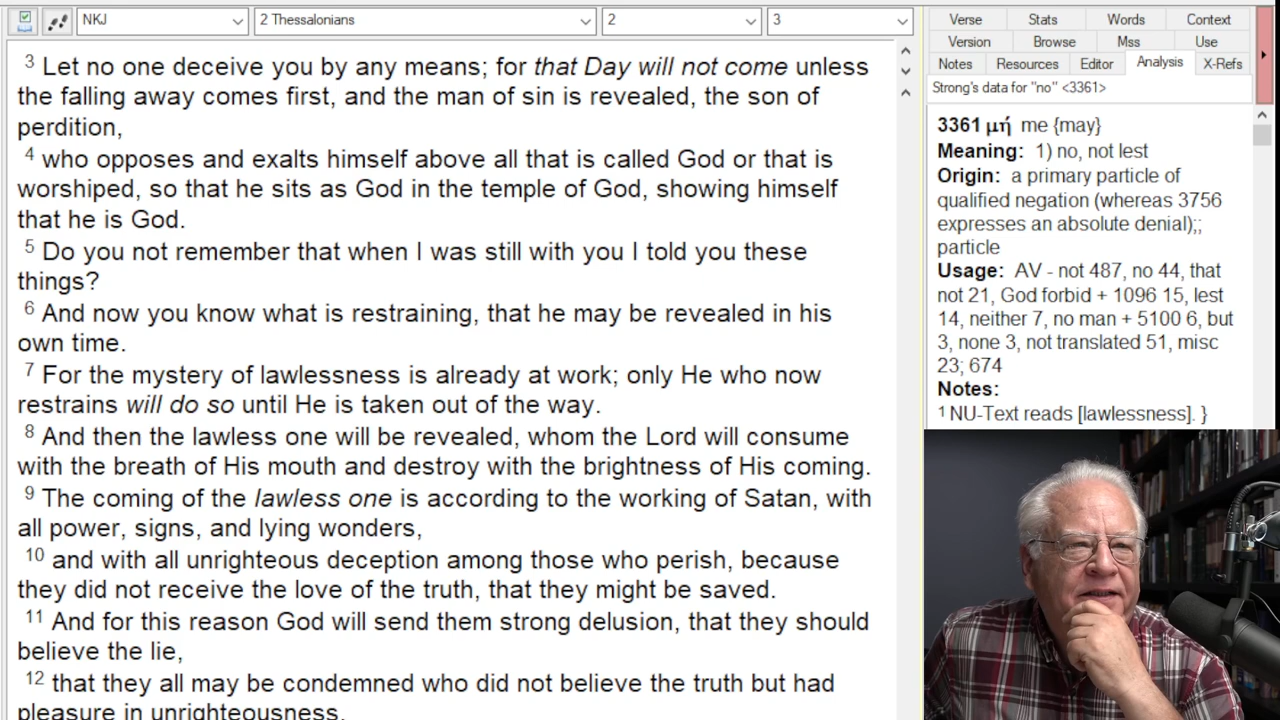 NKJ
2 Thessalonians
2
3
3 Let no one deceive you by any means; for that Day will not come unless
the falling away comes first, and the man of sin is revealed, the son of
perdition,
4 who opposes and exalts himself above all that is called God or that is
worshiped, so that he sits as God in the temple of God, showing himself
that he is God.
5 Do you not remember that when I was still with you I told you these
things?
6 And now you know what is restraining, that he may be revealed in his
own time.
7 For the mystery of lawlessness is already at work; only He who now
restrains will do so until He is taken out of the way.
8 And then the lawless one will be revealed, whom the Lord will consume
with the breath of His mouth and destroy with the brightness of His coming.
9 The coming of the lawless one is according to the working of Satan, with
all power, signs, and lying wonders,
10 and with all unrighteous deception among those who perish, because
they did not receive the love of the truth, that they might be saved.
11 And for this reason God will send them strong delusion, that they should
believe the lie,
12 that they all may be condemned who did not believe the truth but had
pleasure in unrighteousness.
Verse Stats Words Context
Version Browse Mss Use
Notes Resources Editor Analysis X-Refs
Strong's data for "no" <3361>
3361 μή me {may}
Meaning: 1) no, not lest
Origin: a primary particle of
qualified negation (whereas 3756
expresses an absolute denial);;
particle
Usage: AV - not 487, no 44, that
not 21, God forbid + 1096 15, lest
14, neither 7, no man + 5100 6, but
3, none 3, not translated 51, misc
23; 674
Notes:
1 NU-Text reads [lawlessness]. }